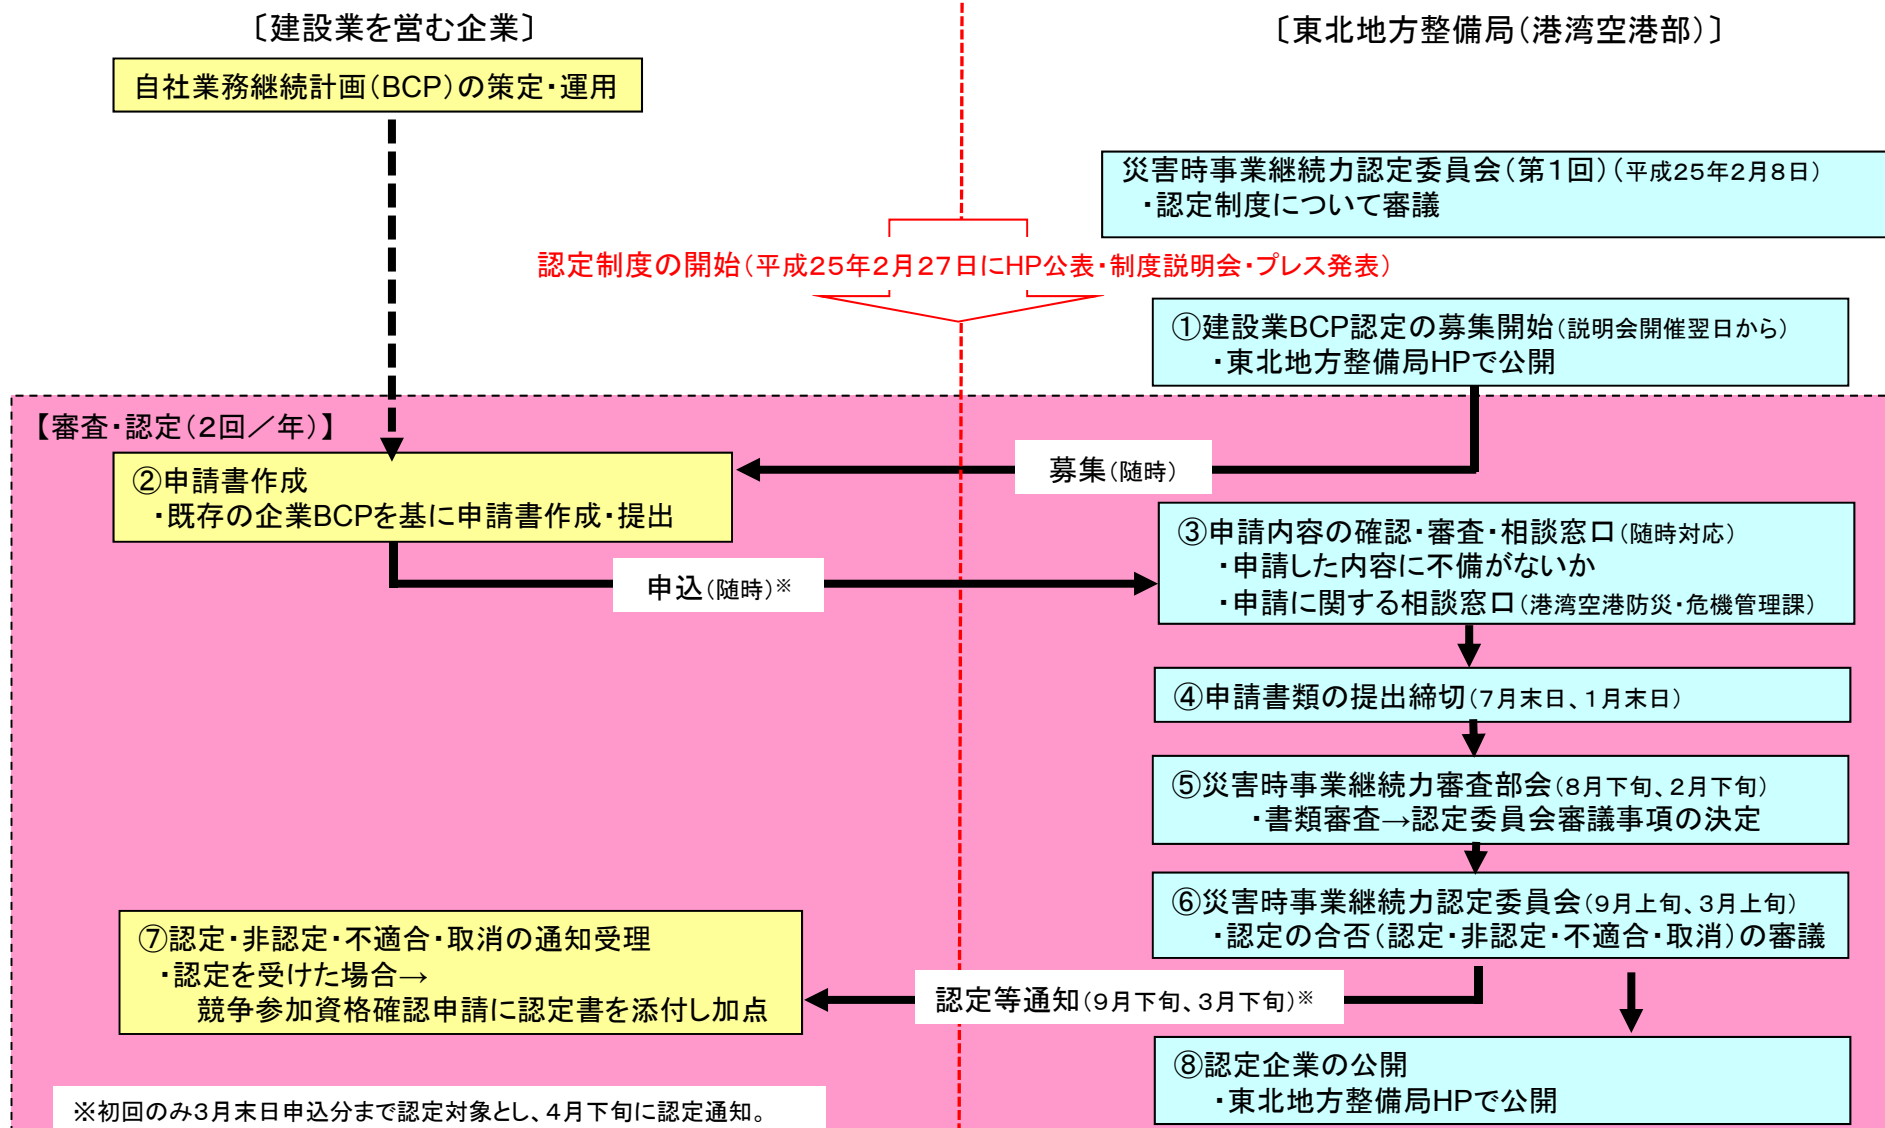 〔建設業を営む企業〕
〔東北地方整備局(港湾空港部)〕
自社業務継続計画(BCP)の策定・運用
災害時事業継続力認定委員会(第1回)(平成25年2月8日)
・認定制度について審議
認定制度の開始(平成25年2月27日にHP公表・制度説明会・プレス発表)
①建設業BCP認定の募集開始(説明会開催翌日から)
・東北地方整備局HPで公開
【審査・認定(2回/年)】
募集(随時)
②申請書作成
・既存の企業BCPを基に申請書作成・提出
③申請内容の確認・審査・相談窓口(随時対応)
・申請した内容に不備がないか
・申請に関する相談窓口(港湾空港防災・危機管理課)
申込(随時)※
④申請書類の提出締切(7月末日、1月末日)
⑤災害時事業継続力審査部会(8月下旬、2月下旬)
・書類審査→認定委員会審議事項の決定
⑥災害時事業継続力認定委員会(9月上旬、3月上旬)
・認定の合否(認定・非認定・不適合・取消)の審議
⑦認定・非認定・不適合・取消の通知受理
・認定を受けた場合→
競争参加資格確認申請に認定書を添付し加点
認定等通知(9月下旬、3月下旬)※
⑧認定企業の公開
・東北地方整備局HPで公開
※初回のみ3月末日申込分まで認定対象とし、4月下旬に認定通知。